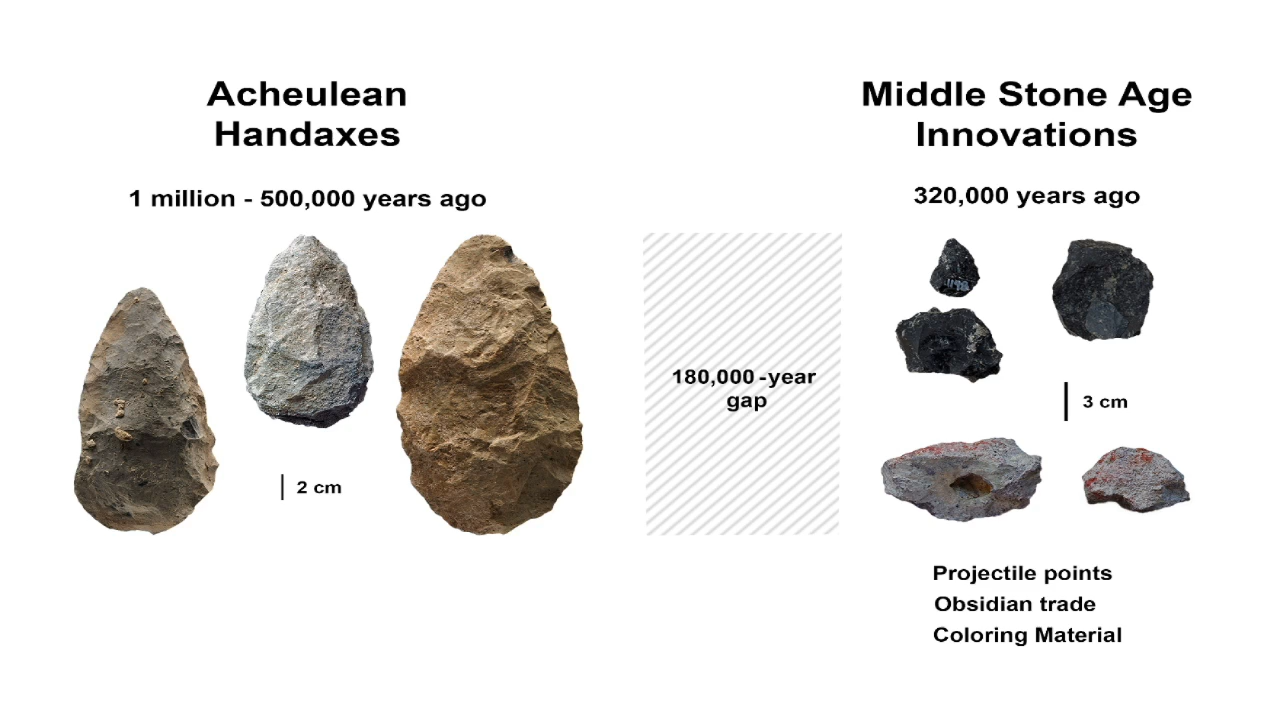 Acheulean
Handaxes
1 million - 500,000 years ago
2 cm
180,000-year
gap
Middle Stone Age
Innovations
320,000 years ago
3 cm
Projectile points
Obsidian trade
Coloring Material